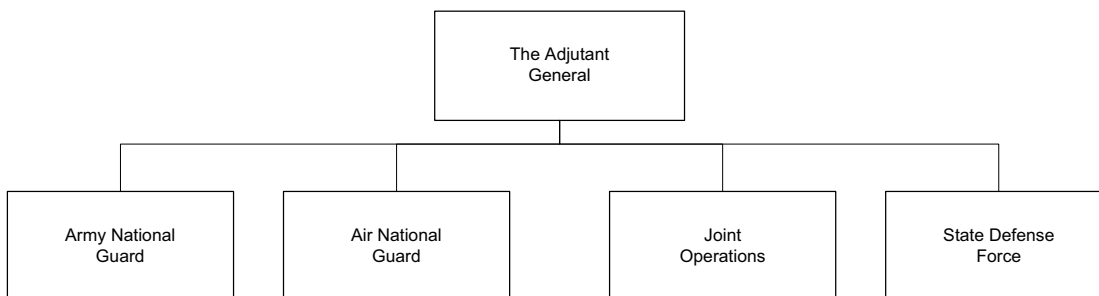 The Adjutant
General
Army National
Guard
Air National
Guard
Joint
Operations
State Defense
Force